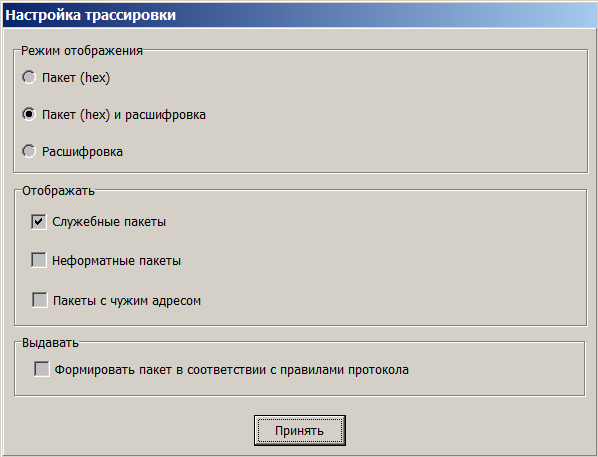 Настройка трассировки
Режим отображения
Пакет (hex)
Пакет (hex) и расшифровка
Расшифровка
Отображать
Служебные пакеты
Неформатные пакеты
Пакеты с чужим адресом
Выдавать
Формировать пакет в соответствии с правилами протокола
Принять